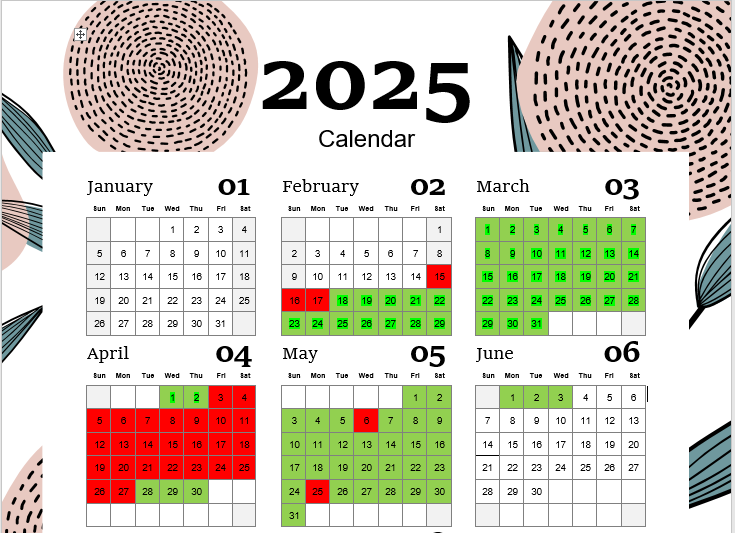 2025
Calendar
January 01
Sun Mon Tue Wed Thu Fri Sat
1 2 3 4
5 6 7 8 9 10 11
12 13 14 15 16 17 18
19 20 21 22 23 24 25
26 27 28 29 30 31
February 02
Sun Mon Tue Wed Thu Fri Sat
1
2 3 4 5 6 7 8
9 10 11 12 13 14 15
16 17 18 19 20 21 22
23 24 25 26 27 28 29
March 03
Sun Mon Tue Wed Thu Fri Sat
1 2 3 4 5 6 7
8 9 10 11 12 13 14
15 16 17 18 19 20 21
22 23 24 25 26 27 28
29 30 31
April 04
Sun Mon Tue Wed Thu Fri Sat
1 2 3 4
5 6 7 8 9 10 11
12 13 14 15 16 17 18
19 20 21 22 23 24 25
26 27 28 29 30
May 05
Sun Mon Tue Wed Thu Fri Sat
1 2
3 4 5 6 7 8 9
10 11 12 13 14 15 16
17 18 19 20 21 22 23
24 25 26 27 28 29 30
31
June 06
Sun Mon Tue Wed Thu Fri Sat
1 2 3 4 5 6
7 8 9 10 11 12 13
14 15 16 17 18 19 20
21 22 23 24 25 26 27
28 29 30